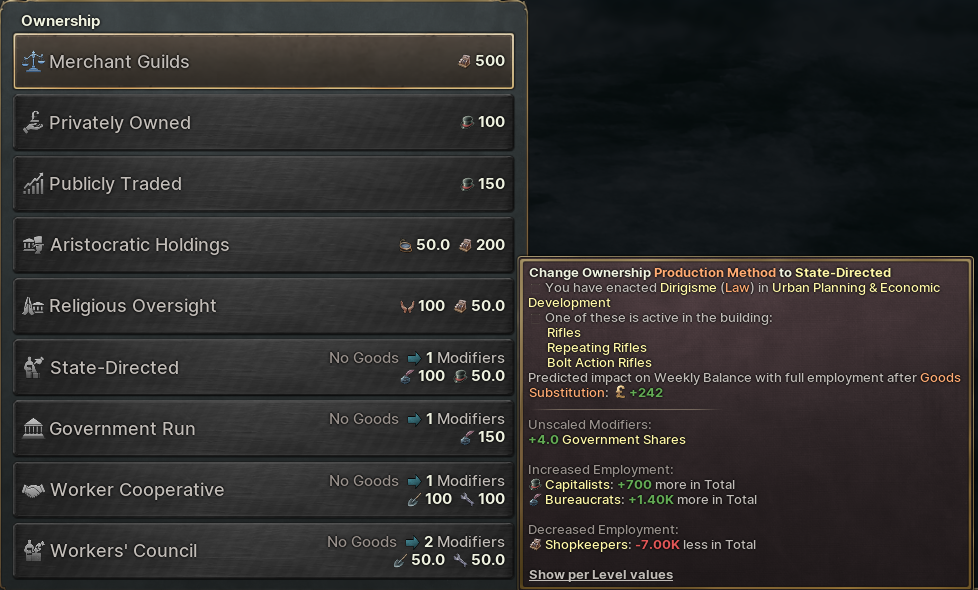 Ownership
Merchant Guilds 500
Privately Owned 100
Publicly Traded 150
Aristocratic Holdings 50.0 200
Religious Oversight 100 50.0
State-Directed No Goods 1 Modifiers
100 50.0
Government Run No Goods 1 Modifiers
150
Worker Cooperative No Goods 1 Modifiers
100 100
Workers' Council No Goods 2 Modifiers
50.0 50.0
Change Ownership Production Method to State-Directed
You have enacted Dirigisme (Law) in Urban Planning & Economic
Development
One of these is active in the building:
Rifles
Repeating Rifles
Bolt Action Rifles
Predicted impact on Weekly Balance with full employment after Goods
Substitution: £ +242
Unscaled Modifiers:
+4.0 Government Shares
Increased Employment:
Capitalists: +700 more in Total
Bureaucrats: +1.40K more in Total
Decreased Employment:
Shopkeepers: -7.00K less in Total
Show per Level values